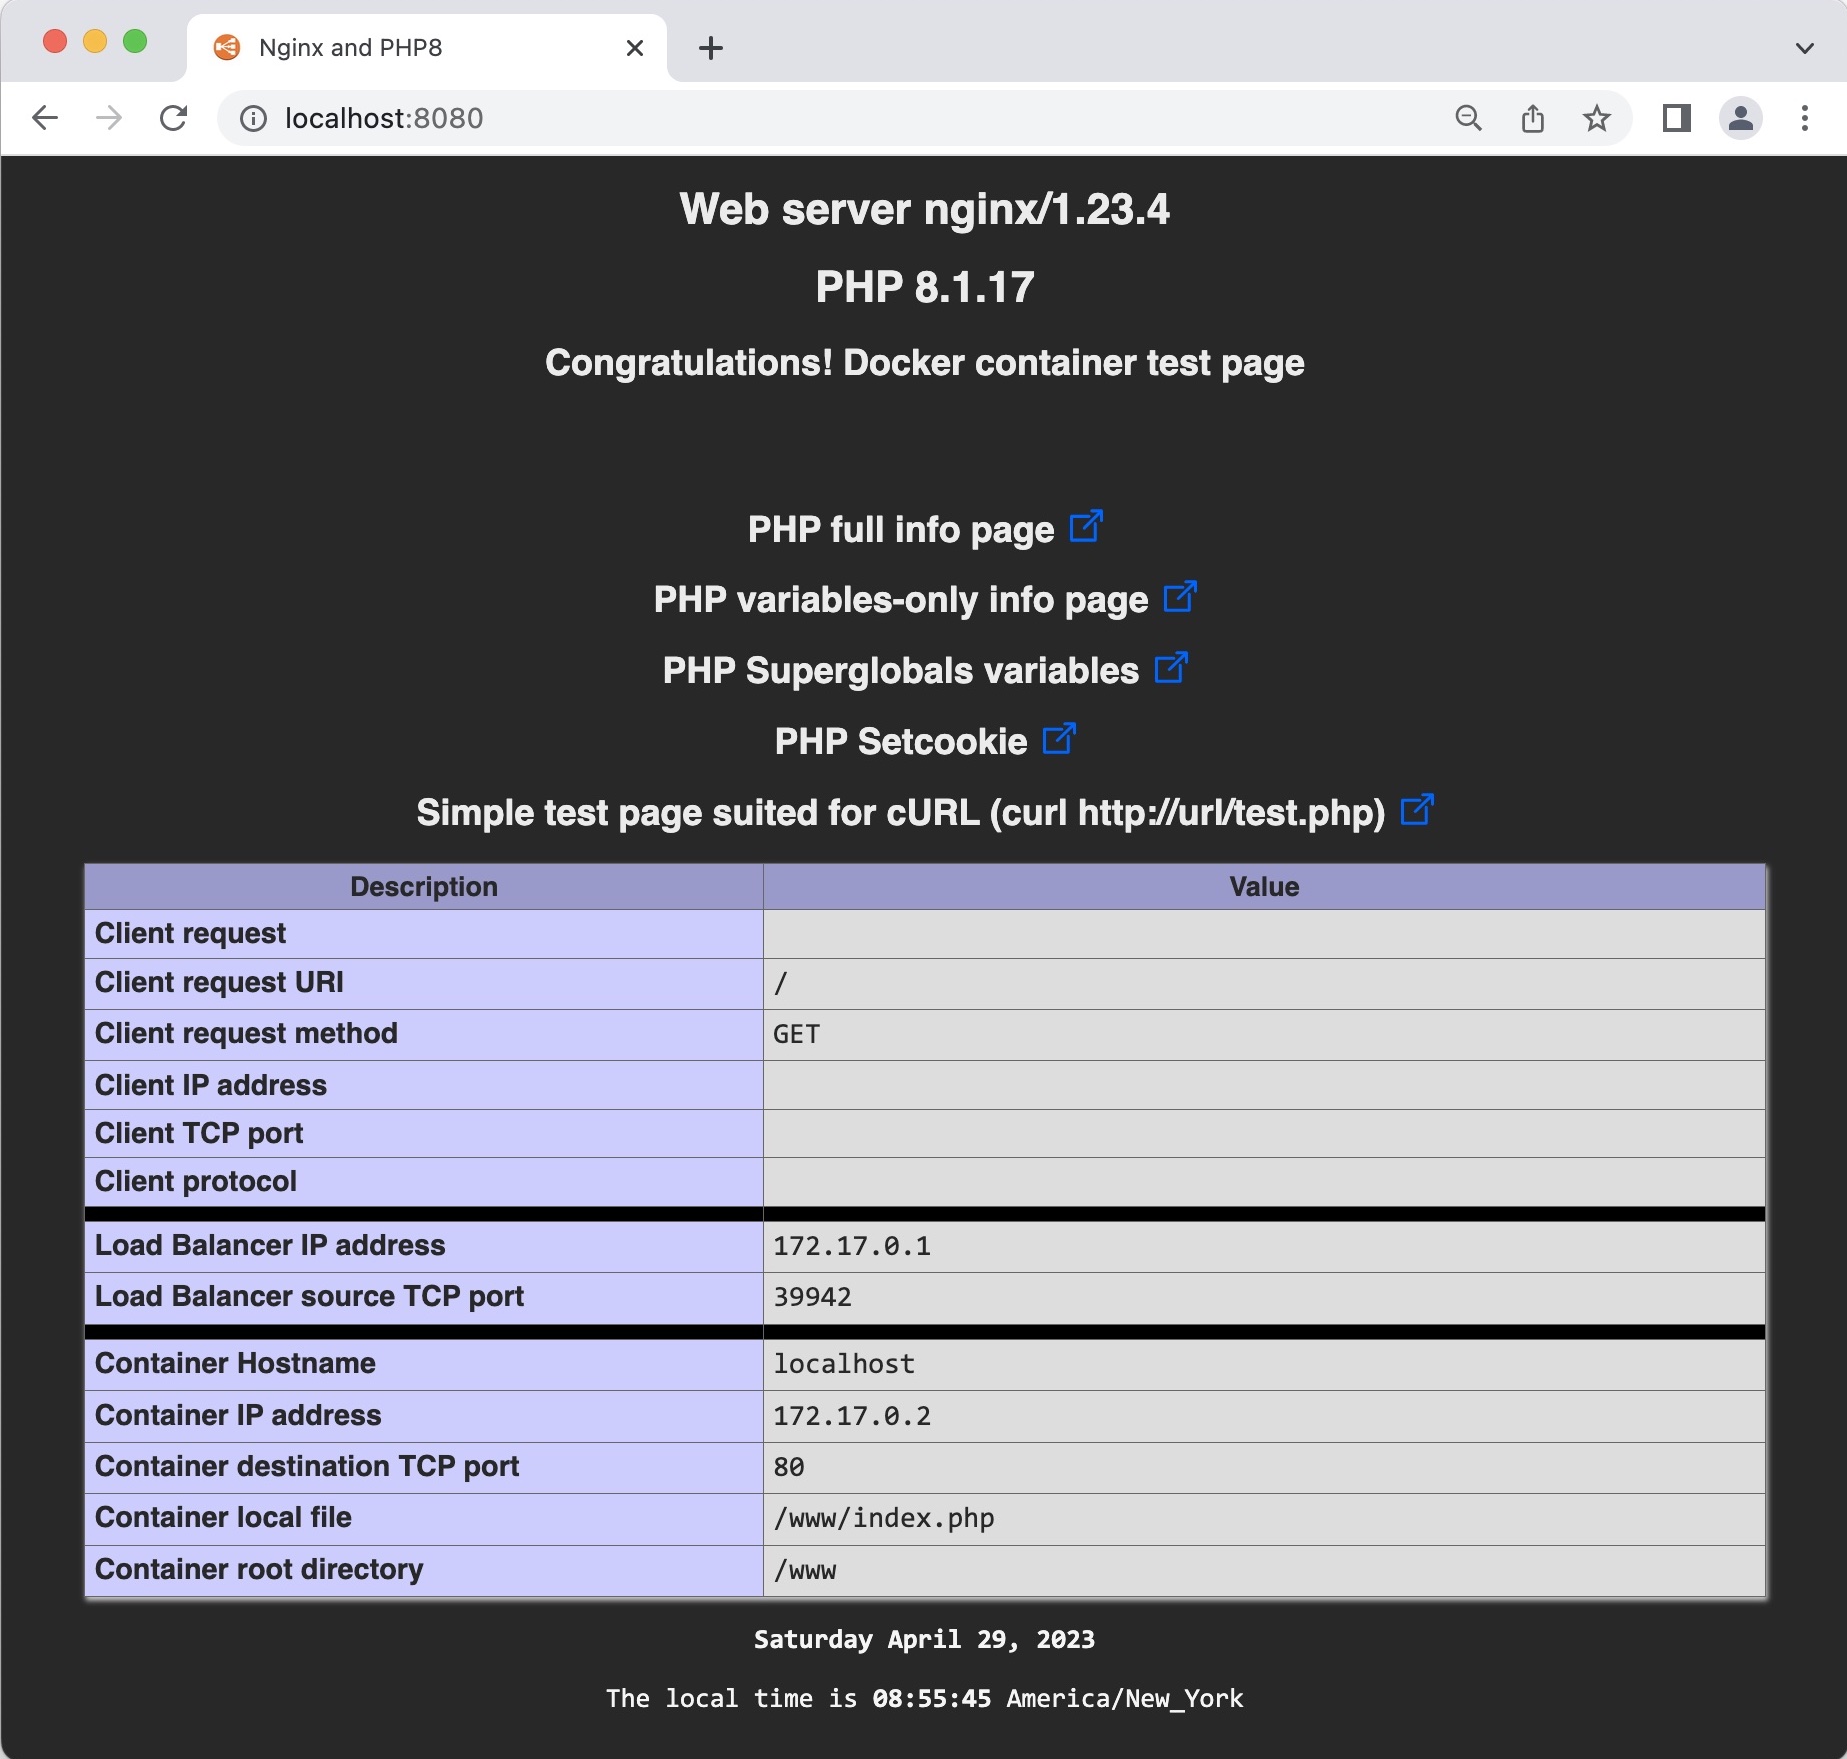 Nginx and PHP8
localhost:8080
Web server nginx/1.23.4
PHP 8.1.17
Congratulations! Docker container test page
PHP full info page
PHP variables-only info page
PHP Superglobals variables
PHP Setcookie
Simple test page suited for cURL (curl http://url/test.php)
Description Value
Client request
Client request URI /
Client request method GET
Client IP address
Client TCP port
Client protocol
Load Balancer IP address 172.17.0.1
Load Balancer source TCP port 39942
Container Hostname localhost
Container IP address 172.17.0.2
Container destination TCP port 80
Container local file /www/index.php
Container root directory /www
Saturday April 29, 2023
The local time is 08:55:45 America/New_York